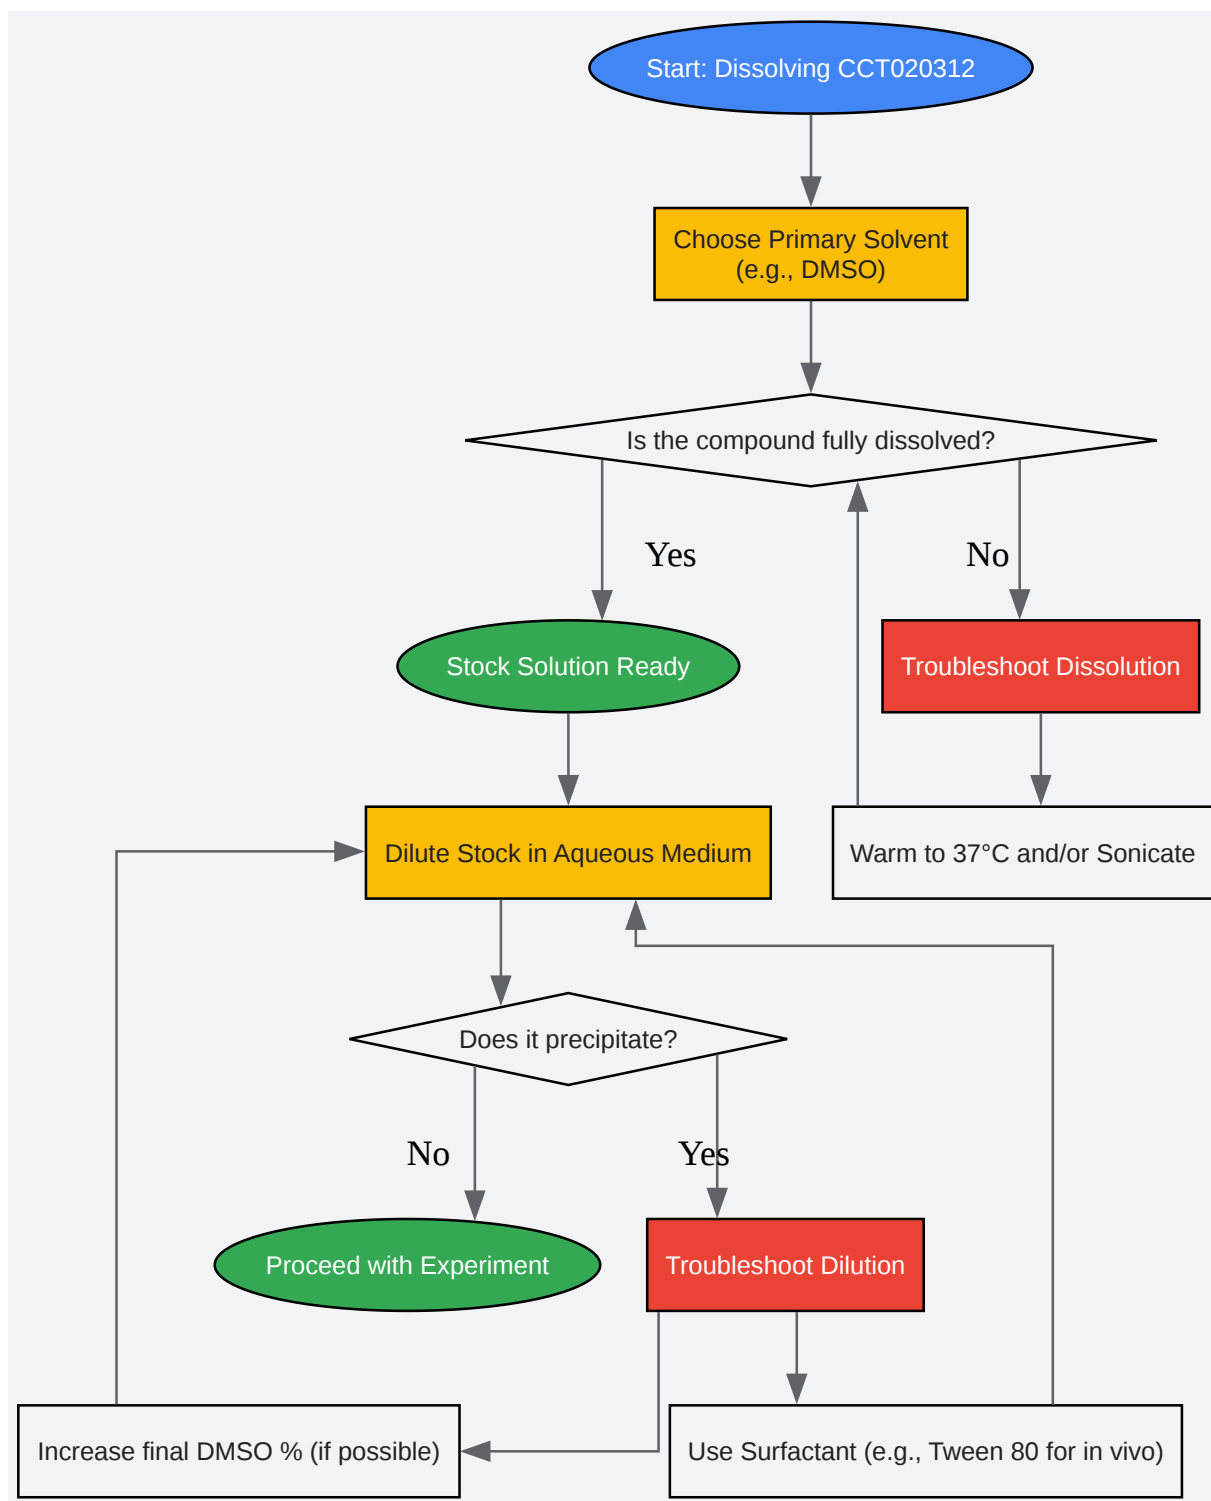 Start: Dissolving CCT020312
Choose Primary Solvent
(e.g., DMSO)
Is the compound fully dissolved?
Yes
No
Stock Solution Ready
Troubleshoot Dissolution
Dilute Stock in Aqueous Medium
Warm to 37°C and/or Sonicate
Does it precipitate?
No
Yes
Proceed with Experiment
Troubleshoot Dilution
Increase final DMSO % (if possible)
Use Surfactant (e.g., Tween 80 for in vivo)